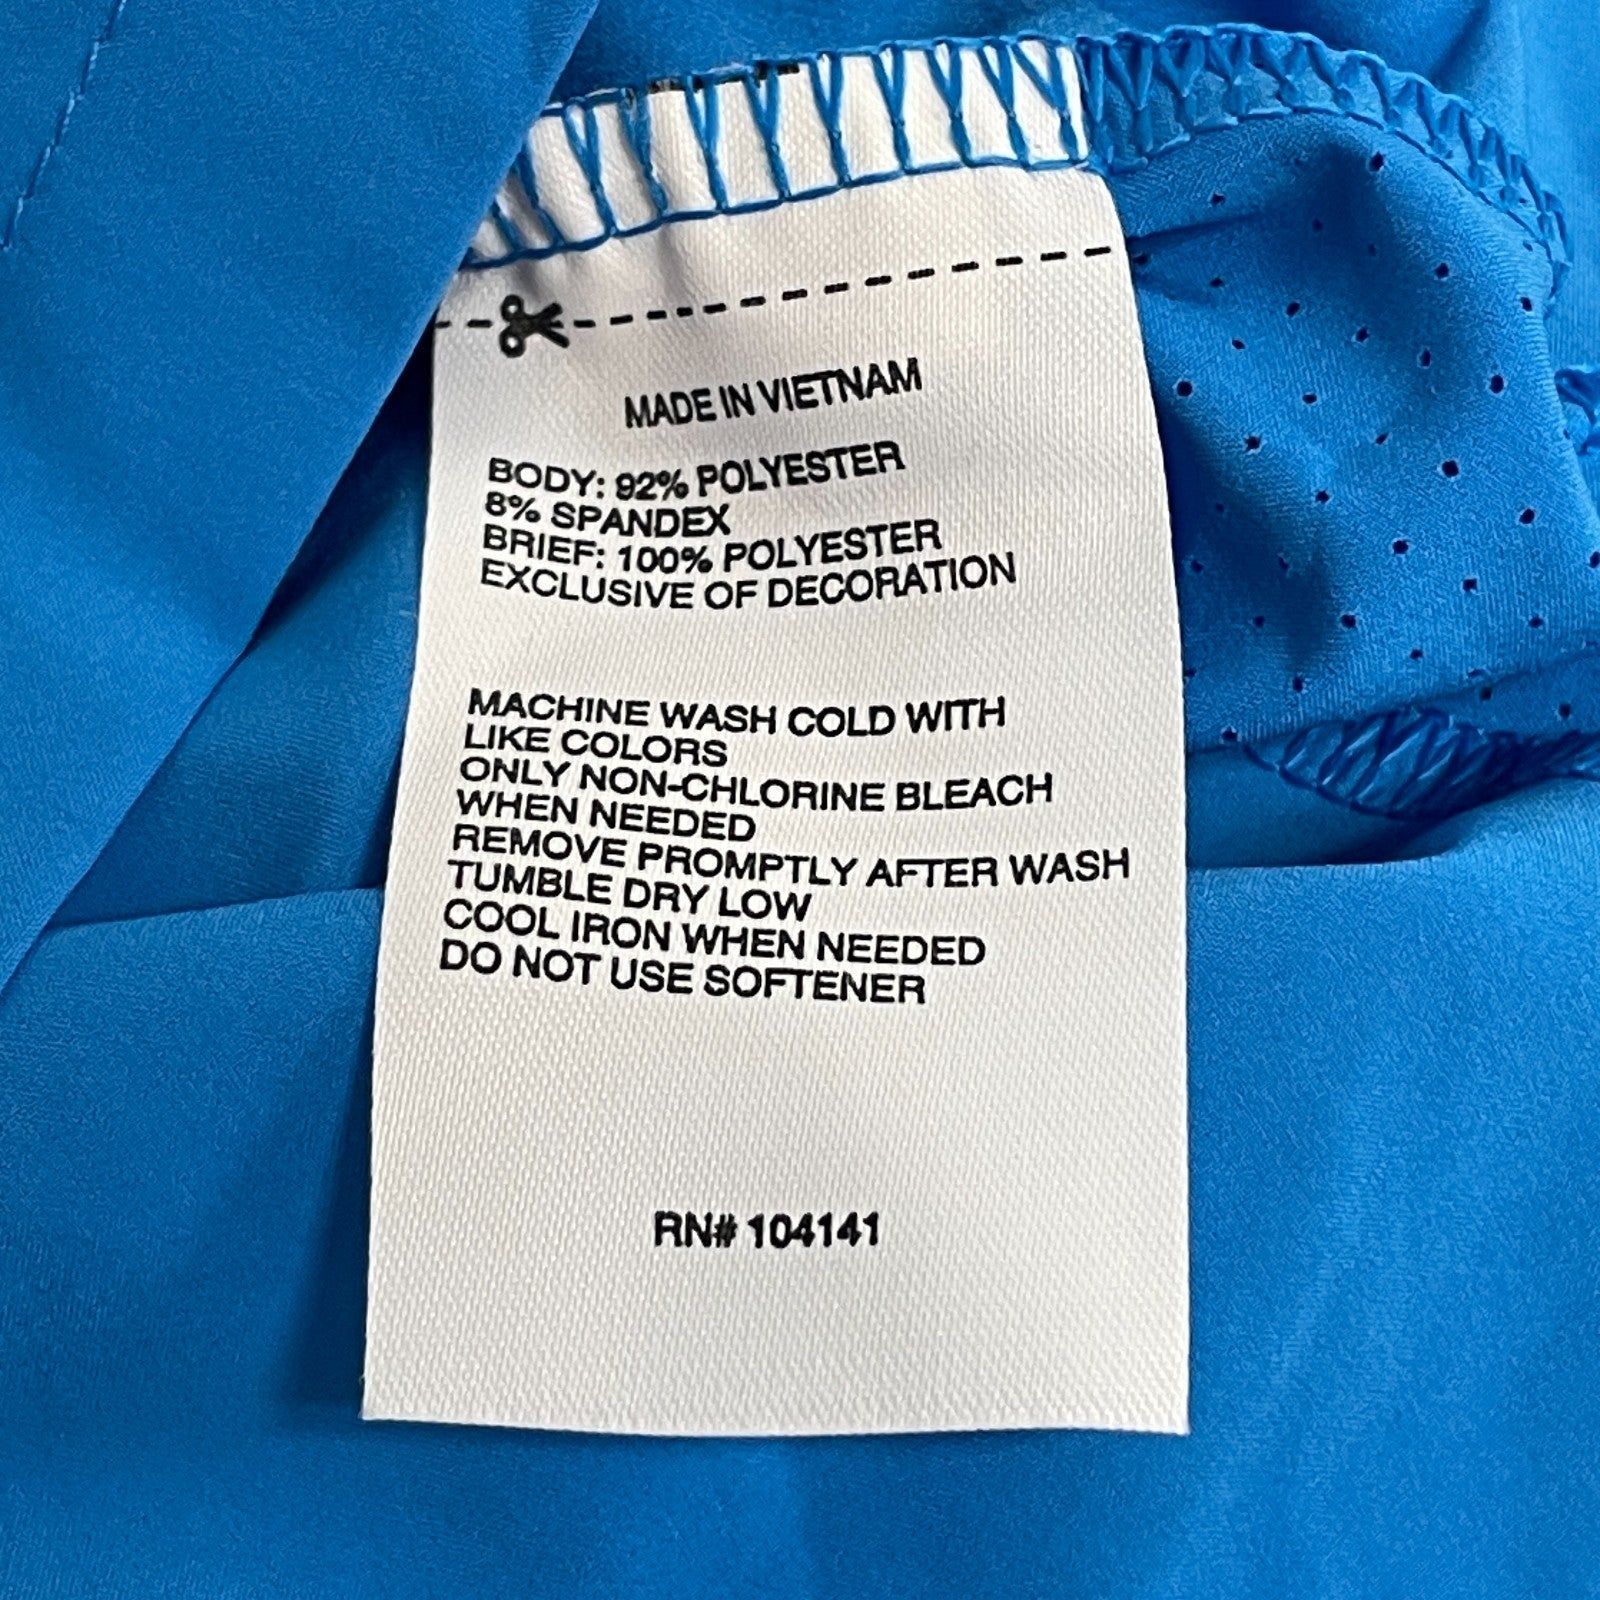 MADE IN VIETNAM
BODY: 92% POLYESTER
8% SPANDEX
BRIEF: 100% POLYESTER
EXCLUSIVE OF DECORATION
MACHINE WASH COLD WITH
LIKE COLORS
ONLY NON-CHLORINE BLEACH
WHEN NEEDED
REMOVE PROMPTLY AFTER WASH
TUMBLE DRY LOW
COOL IRON WHEN NEEDED
DO NOT USE SOFTENER
RN# 104141